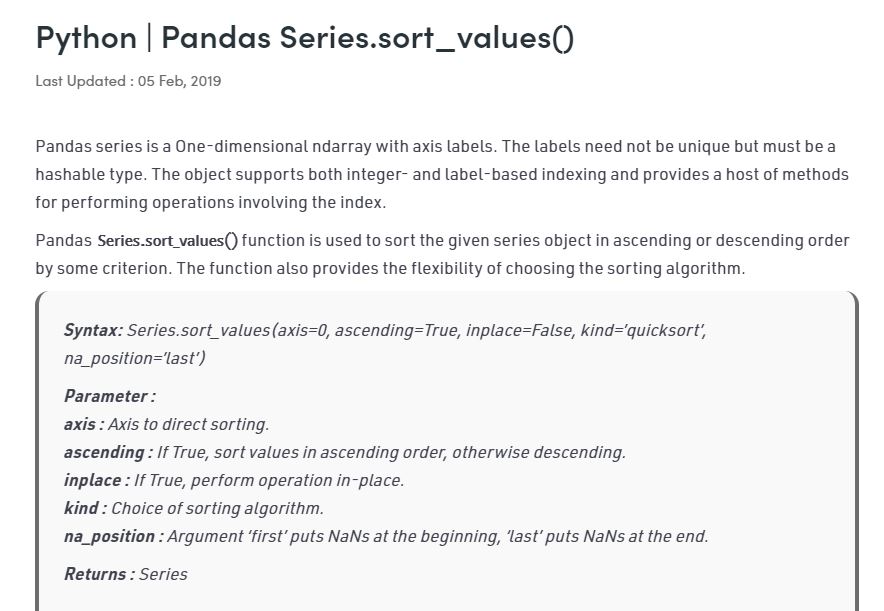 Python | Pandas Series.sort_values()
Last Updated : 05 Feb, 2019
Pandas series is a One-dimensional ndarray with axis labels. The labels need not be unique but must be a
hashable type. The object supports both integer- and label-based indexing and provides a host of methods
for performing operations involving the index.
Pandas Series.sort_values() function is used to sort the given series object in ascending or descending order
by some criterion. The function also provides the flexibility of choosing the sorting algorithm.
Syntax: Series.sort_values(axis=0, ascending=True, inplace=False, kind=’quicksort’,
na_position=’last’)
Parameter :
axis : Axis to direct sorting.
ascending : If True, sort values in ascending order, otherwise descending.
inplace : If True, perform operation in-place.
kind : Choice of sorting algorithm.
na_position : Argument ‘first’ puts NaNs at the beginning, ‘last’ puts NaNs at the end.
Returns : Series